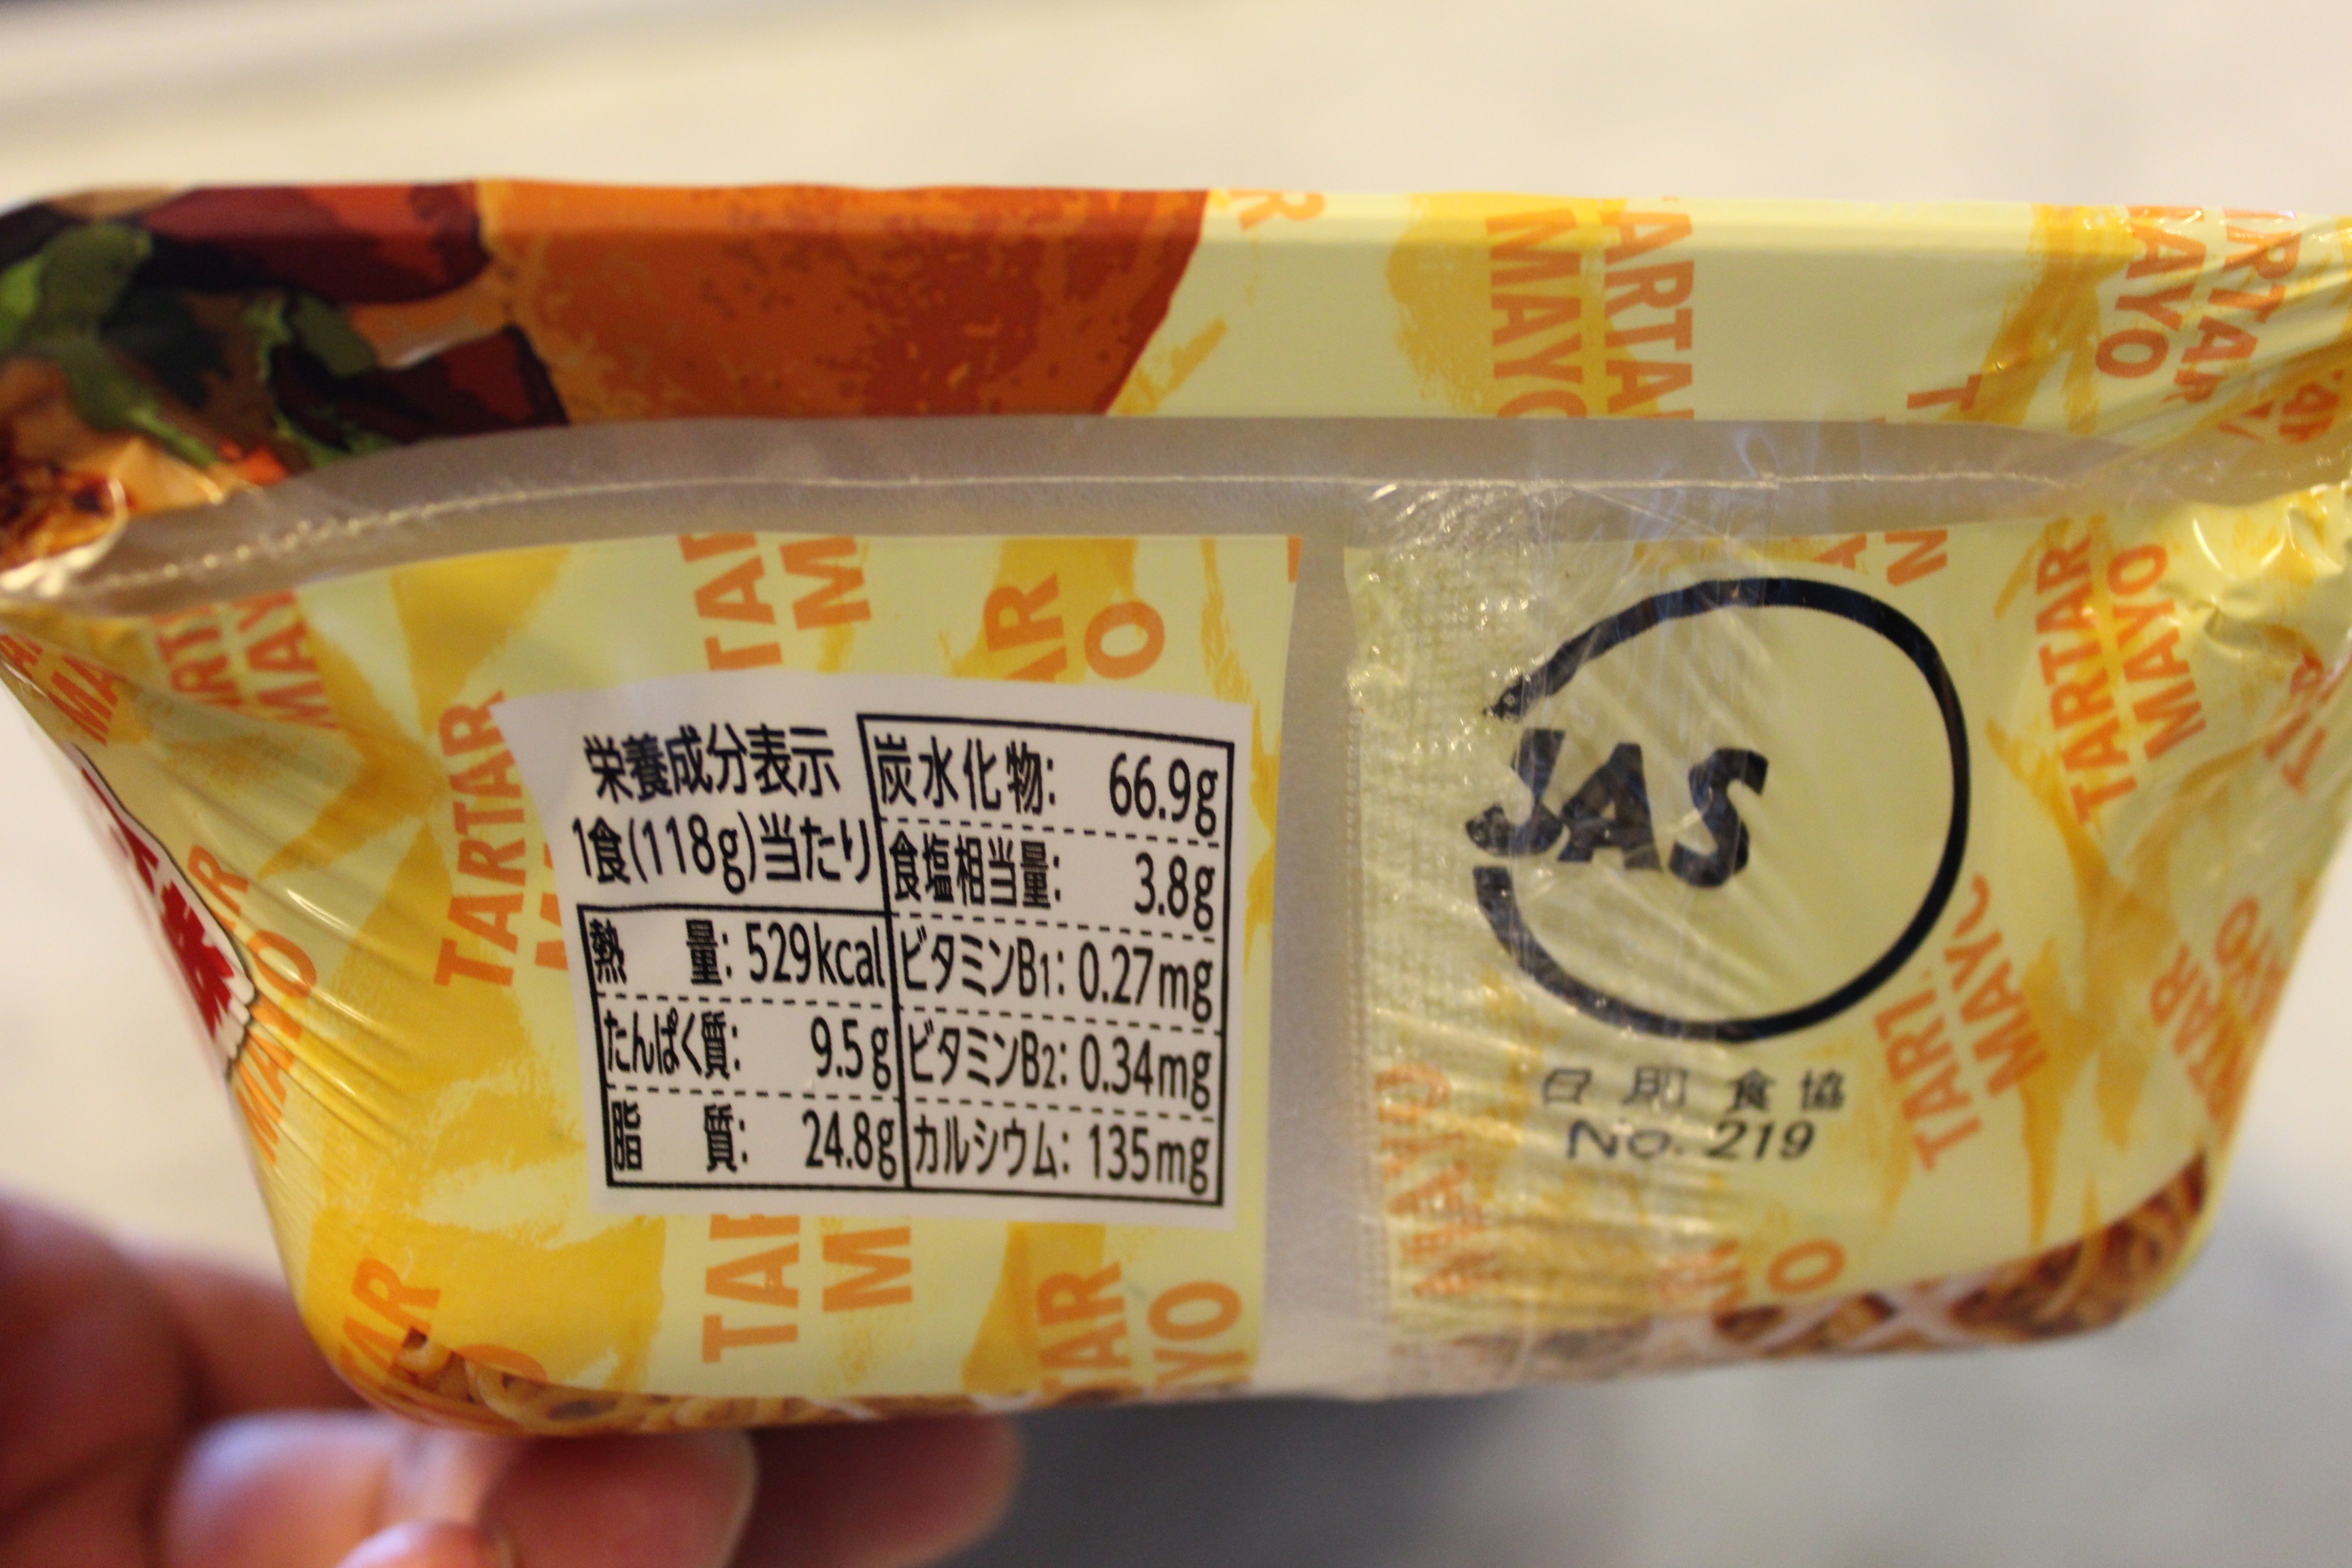 栄養成分表示
1食(118g)当たり
熱 量: 529kcal
たんぱく質: 9.5g
脂 質: 24.8g
炭水化物: 66.9g
食塩相当量: 3.8g
ビタミンB1: 0.27mg
ビタミンB2: 0.34mg
カルシウム: 135mg
JAS
日即食協
No. 219
TARTAR
MAYO
TARTAR